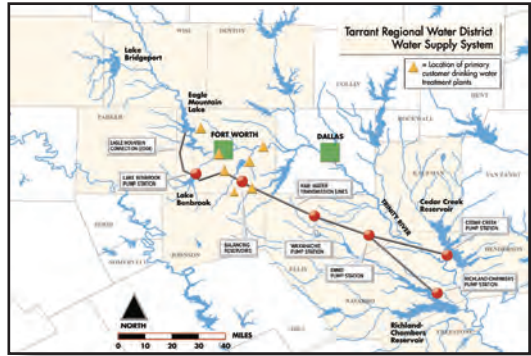 Tarrant Regional Water District
Water Supply System
= Location of primary
customer drinking water
treatment plants
WISE
DENTON
COLLIN
HUNT
Lake
Bridgeport
Eagle
Mountain
Lake
PARKER
ROCKWALL
FORT WORTH
DALLAS
KAUFMAN
VAN ZANDT
EAGLE MOUNTAIN
LAKE BENBROOK
PUMP STATION
Lake
Benbrook
RAW WATER
TRANSMISSION LINES
TRINITY RIVER
Cedar Creek
Reservoir
CEDAR CREEK
PUMP STATION
HOOD
JOHNSON
BALANCING
RESERVOIRS
WAXAHACHIE
PUMP STATION
HENDERSON
SOMERVELL
ELLIS
ENNIS
PUMP STATION
RICHLAND-CHAMBERS
PUMP STATION
NAVARRO
NORTH
MILES
0 10 20 30 40
HILL
Richland-
Chambers
Reservoir
FREESTONE